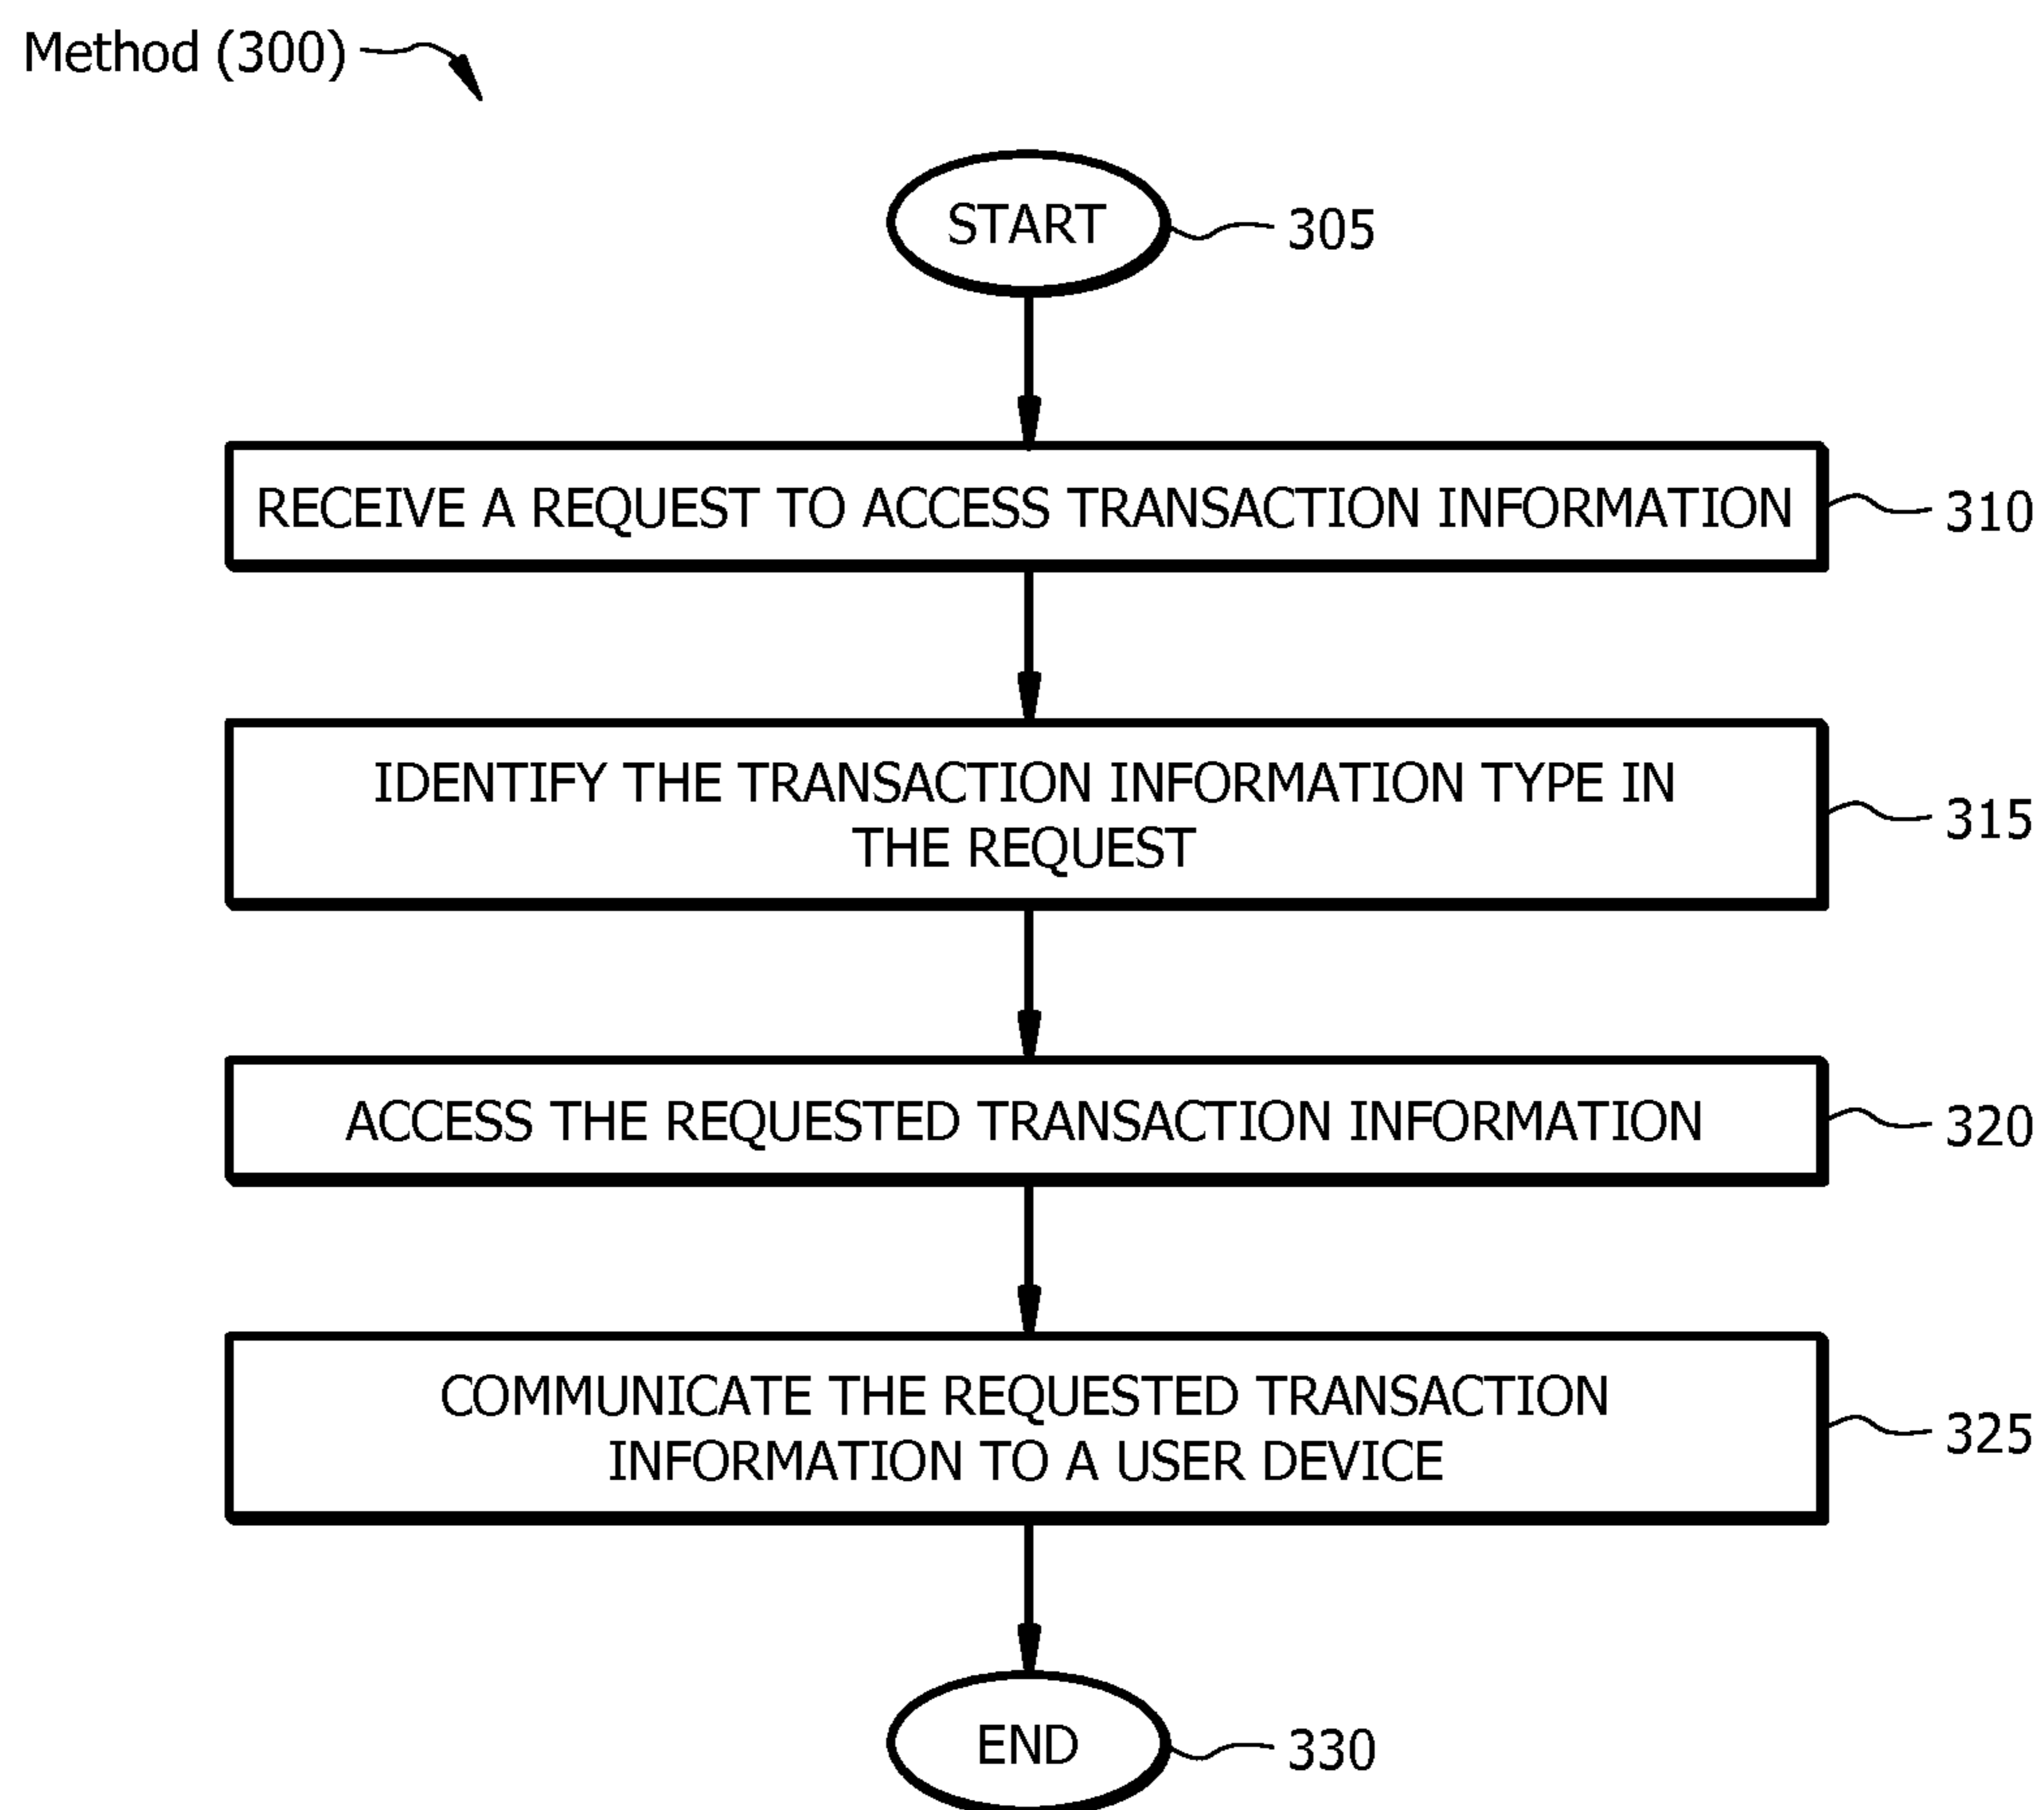 Method (300)
START
305
RECEIVE A REQUEST TO ACCESS TRANSACTION INFORMATION
310
IDENTIFY THE TRANSACTION INFORMATION TYPE IN
THE REQUEST
315
ACCESS THE REQUESTED TRANSACTION INFORMATION
320
COMMUNICATE THE REQUESTED TRANSACTION
INFORMATION TO A USER DEVICE
325
END
330